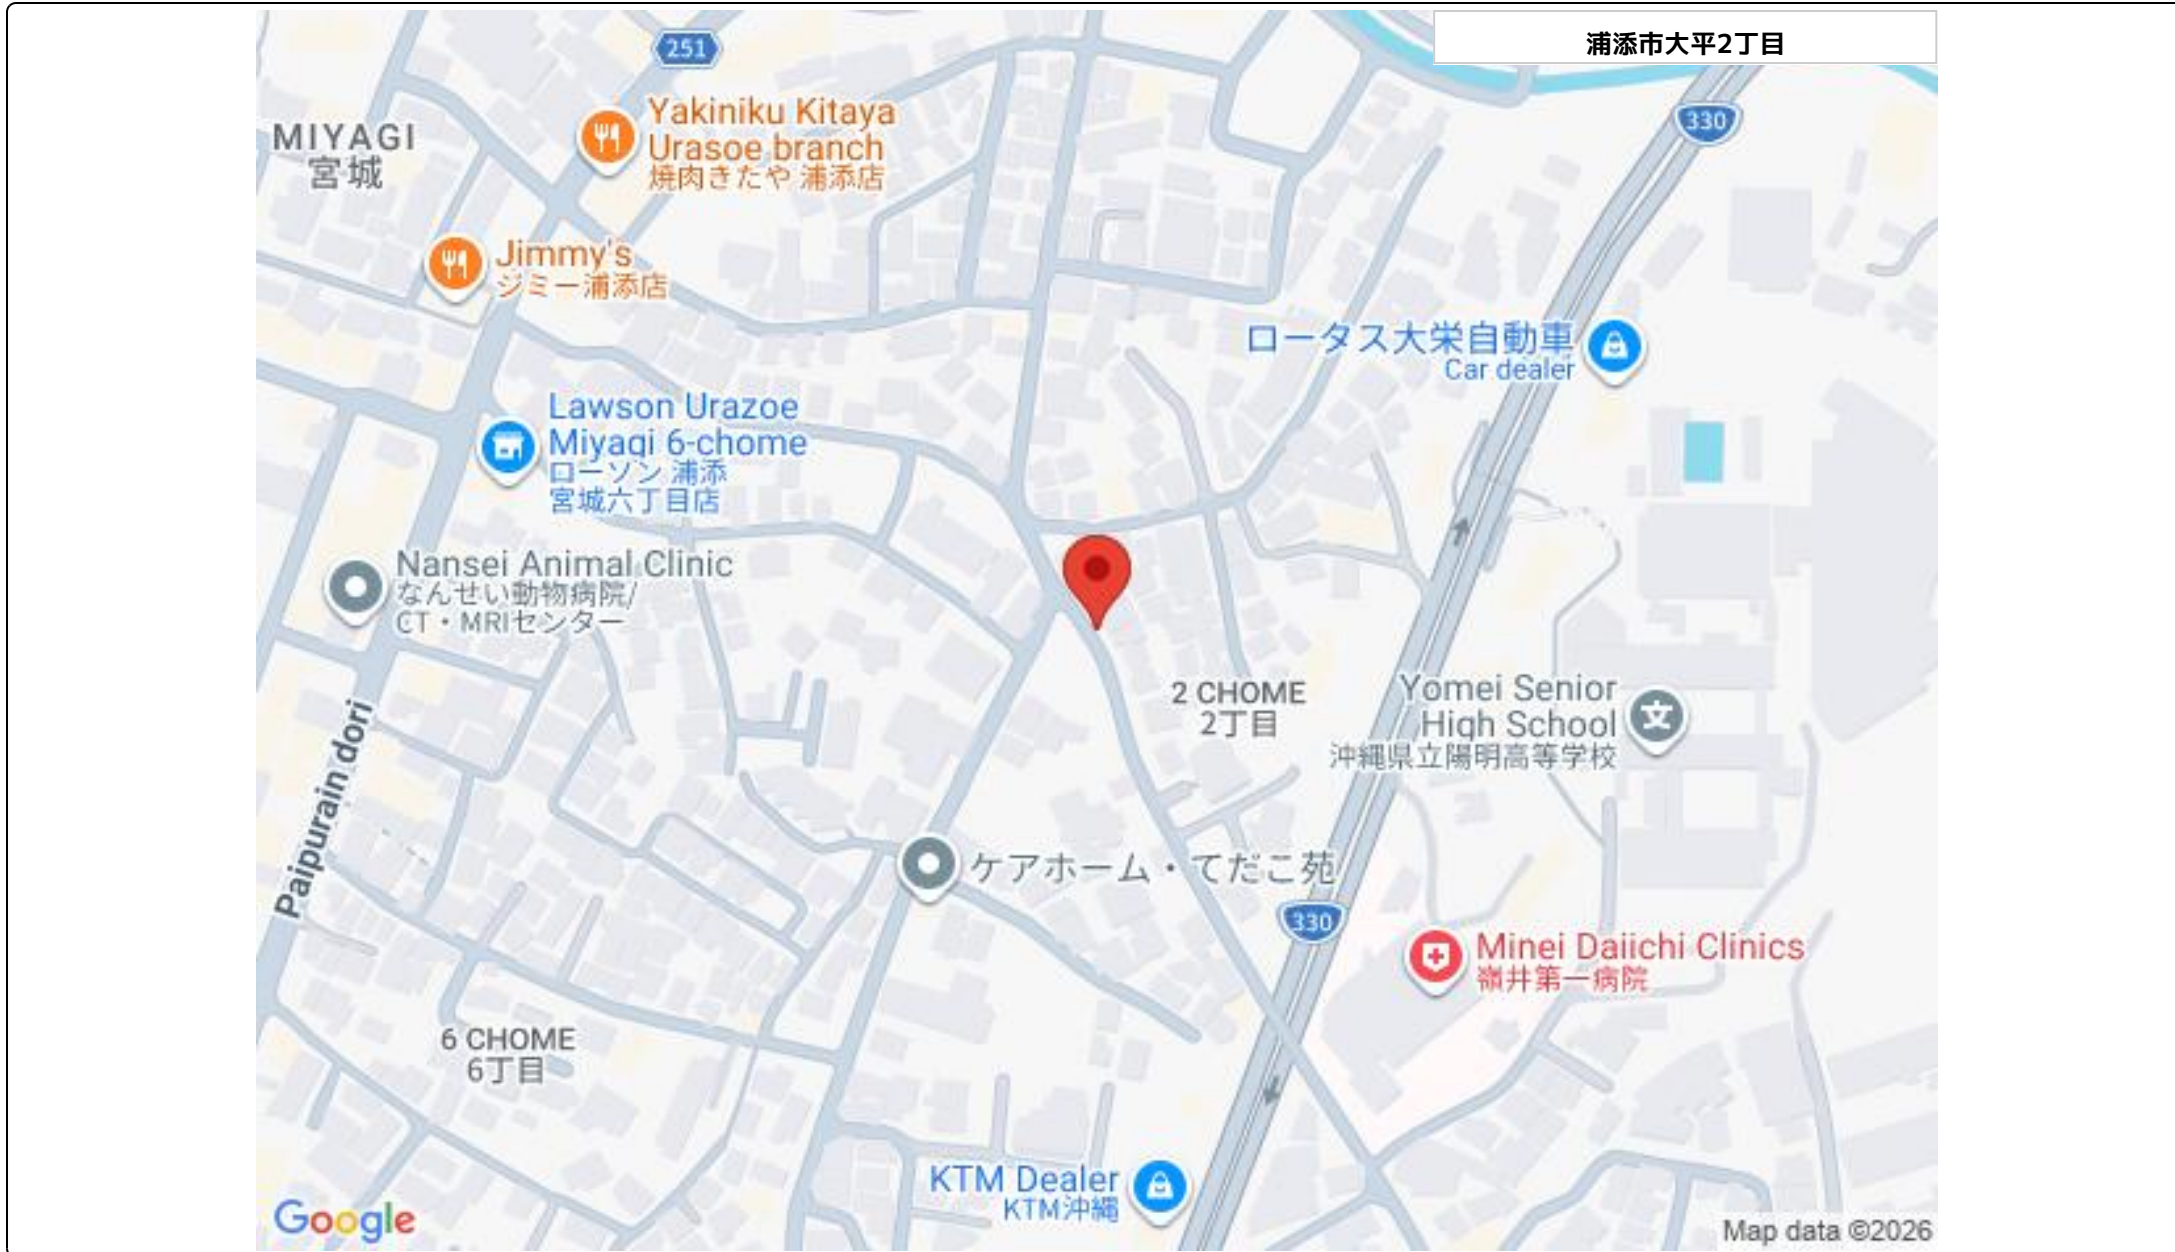 浦添市大平2丁目
251
330
Yakiniku Kitaya
Urasoe branch
焼肉きたや 浦添店
MIYAGI
宮城
Jimmy's
ジミー浦添店
ロータス大栄自動車
Car dealer
Lawson Urazoe
Miyagi 6-chome
ローソン 浦添
宮城六丁目店
Nansei Animal Clinic
なんせい動物病院/
CT・MRIセンター
2 CHOME
2丁目
Yomei Senior
High School
沖縄県立陽明高等学校
文
Paipurain dori
ケアホーム・てだこ苑
330
Minei Daiichi Clinics
嶺井第一病院
6 CHOME
6丁目
KTM Dealer
KTM沖縄
Google
Map data ©2026